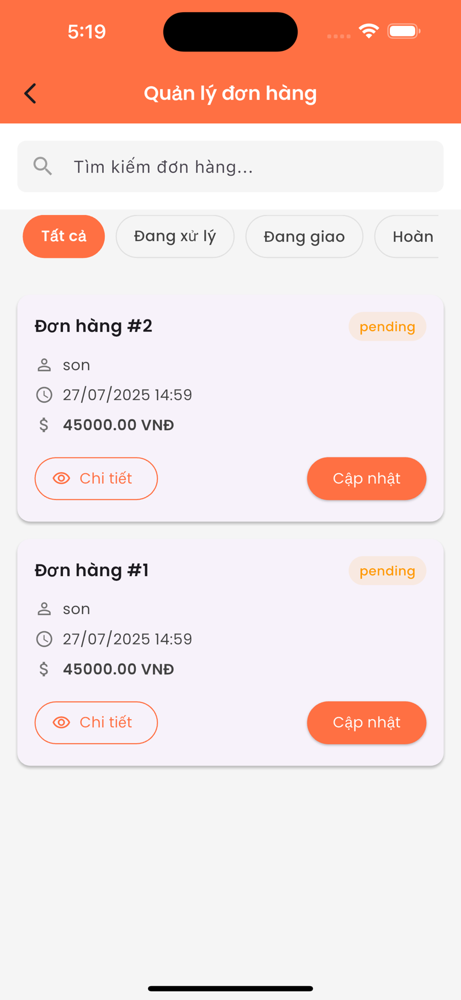 5:19
Quản lý đơn hàng
Tìm kiếm đơn hàng...
Tất cả
Đang xử lý
Đang giao
Hoàn
Đơn hàng #2
pending
son
27/07/2025 14:59
$ 45000.00 VNĐ
Chi tiết
Cập nhật
Đơn hàng #1
pending
son
27/07/2025 14:59
$ 45000.00 VNĐ
Chi tiết
Cập nhật